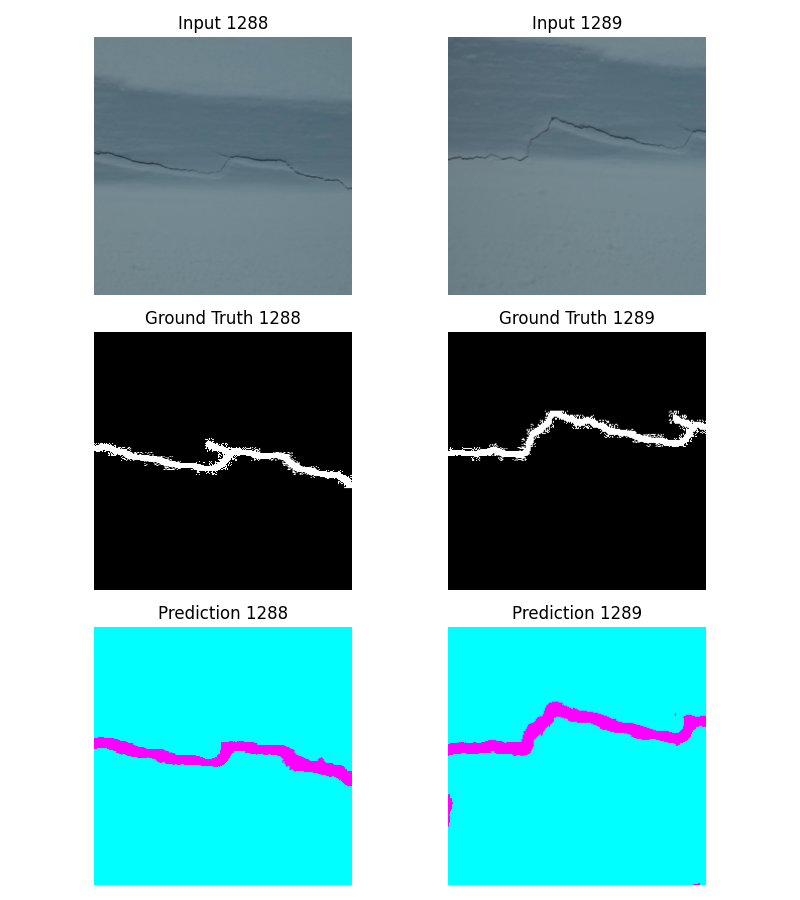 Input 1288
Input 1289
Ground Truth 1288
Ground Truth 1289
Prediction 1288
Prediction 1289